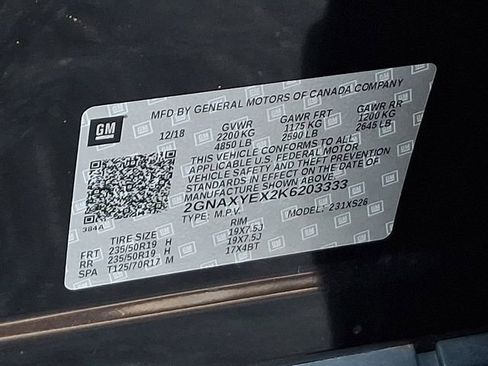 MFD BY GENERAL MOTORS OF CANADA COMPANY
GM
12/18 GVWR GAWR FRT GAWR RR
2200 KG 1175 KG 1200 KG
4850 LB 2590 LB 2645 LB
THIS VEHICLE CONFORMS TO ALL
APPLICABLE U.S. FEDERAL MOTOR
VEHICLE SAFETY AND THEFT PREVENTION
STANDARDS IN EFFECT ON THE DATE OF
MANUFACTURE SHOWN ABOVE.
2GNAXYEX2K6203333
384A TYPE: M.P.V. MODEL: 231XS26
TIRE SIZE RIM
FRT 235/50R19 H 19X7.5J
RR 235/50R19 H 19X7.5J
SPA T125/70R17 M 17X4BT